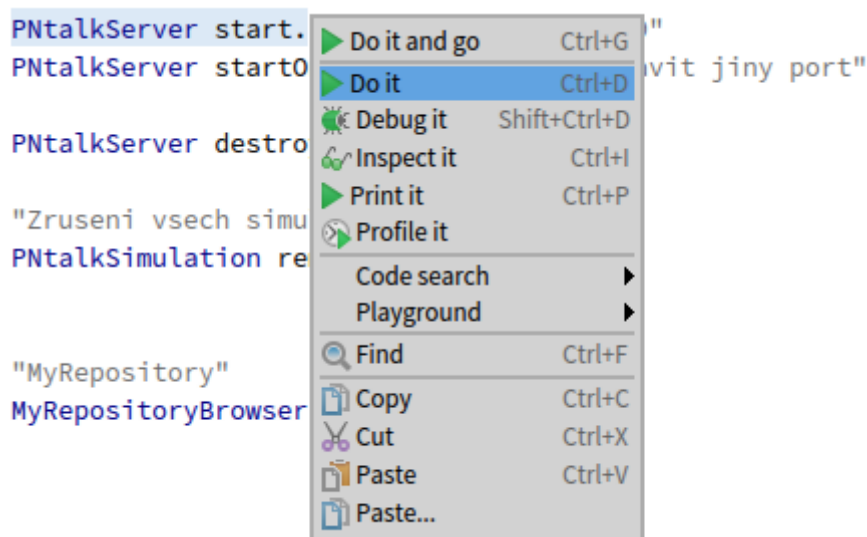 PNtalkServer start.
"
PNtalkServer startO
vit jiny port"
PNtalkServer destro
"Zruseni vsech simu
PNtalkSimulation re
"MyRepository"
MyRepositoryBrowser
Do it and go Ctrl+G
Do it Ctrl+D
Debug it Shift+Ctrl+D
Inspect it Ctrl+I
Print it Ctrl+P
Profile it
Code search
Playground
Find Ctrl+F
Copy Ctrl+C
Cut Ctrl+X
Paste Ctrl+V
Paste...